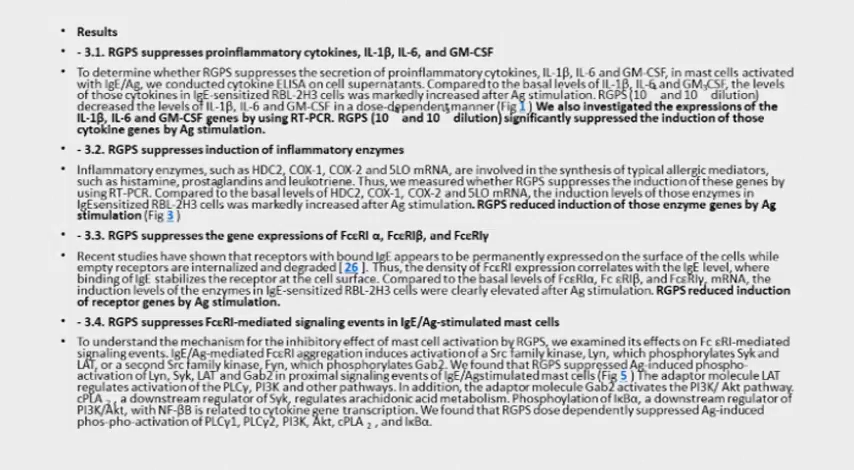 • Results
• - 3.1. RGPS suppresses proinflammatory cytokines, IL-1β, IL-6, and GM-CSF
• To determine whether RGPS suppresses the secretion of proinflammatory cytokines, IL-1β, IL-6 and GM-CSF, in mast cells activated
with IgE/Ag, we conducted cytokine ELISA on cell supernatants. Compared to the basal levels of IL-1β, IL-6 and GM-CSF, the levels
of those cytokines in IgE-sensitized RBL-2H3 cells was markedly increased after Ag stimulation. RGPS (10 and 10 dilution)
decreased the levels of IL-1β, IL-6 and GM-CSF in a dose-dependent manner (Fig 1 ) We also investigated the expressions of the
IL-1β, IL-6 and GM-CSF genes by using RT-PCR. RGPS (10 and 10 dilution) significantly suppressed the induction of those
cytokine genes by Ag stimulation.
• - 3.2. RGPS suppresses induction of inflammatory enzymes
• Inflammatory enzymes, such as HDC2, COX-1, COX-2 and 5LO mRNA, are involved in the synthesis of typical allergic mediators,
such as histamine, prostaglandins and leukotriene. Thus, we measured whether RGPS suppresses the induction of these genes by
using RT-PCR. Compared to the basal levels of HDC2, COX-1, COX-2 and 5LO mRNA, the induction levels of those enzymes in
IgEsensitized RBL-2H3 cells was markedly increased after Ag stimulation. RGPS reduced induction of those enzyme genes by Ag
stimulation (Fig 3 )
• - 3.3. RGPS suppresses the gene expressions of FcεRI α, FcεRIβ, and FcεRIγ
• Recent studies have shown that receptors with bound IgE appears to be permanently expressed on the surface of the cells while
empty receptors are internalized and degraded [ 26 ]. Thus, the density of FcεRI expression correlates with the IgE level, where
binding of IgE stabilizes the receptor at the cell surface. Compared to the basal levels of FcεRIα, Fc εRIβ, and FcεRIγ, mRNA, the
induction levels of the enzymes in IgE-sensitized RBL-2H3 cells were clearly elevated after Ag stimulation. RGPS reduced induction
of receptor genes by Ag stimulation.
• - 3.4. RGPS suppresses FcεRI-mediated signaling events in IgE/Ag-stimulated mast cells
• To understand the mechanism for the inhibitory effect of mast cell activation by RGPS, we examined its effects on Fc εRI-mediated
signaling events. IgE/Ag-mediated FcεRI aggregation induces activation of a Src family kinase, Lyn, which phosphorylates Syk and
LAT, or a second Src family kinase, Fyn, which phosphorylates Gab2. We found that RGPS suppressed Ag-induced phospho-
activation of Lyn, Syk, LAT and Gab2 in proximal signaling events of IgE/Agstimulated mast cells (Fig 5 ) The adaptor molecule LAT
regulates activation of the PLCγ, PI3K and other pathways. In addition, the adaptor molecule Gab2 activates the PI3K/ Akt pathway.
cPLA 2 , a downstream regulator of Syk, regulates arachidonic acid metabolism. Phosphoylation of IκBα, a downstream regulator of
PI3K/Akt, with NF-βB is related to cytokine gene transcription. We found that RGPS dose dependently suppressed Ag-induced
phos-pho-activation of PLCγ1, PLCγ2, PI3K, Akt, cPLA 2 , and IκBα.